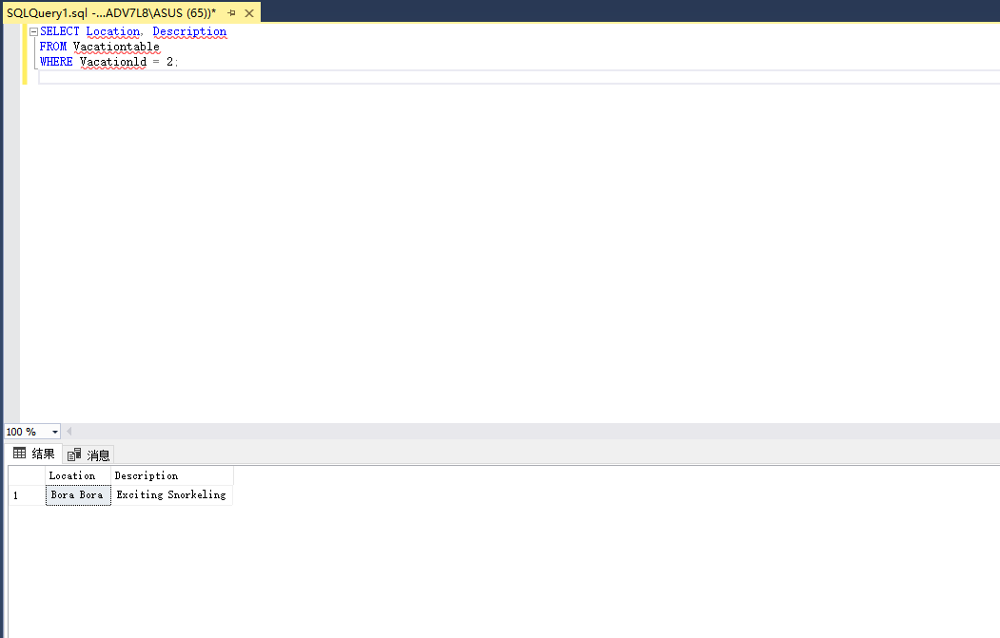 SQLQuery1.sql -...ADV7L8\ASUS (65))*
SELECT Location, Description
FROM Vacationtable
WHERE VacationId = 2;
100 %
结果 消息
Location Description
1 Bora Bora Exciting Snorkeling